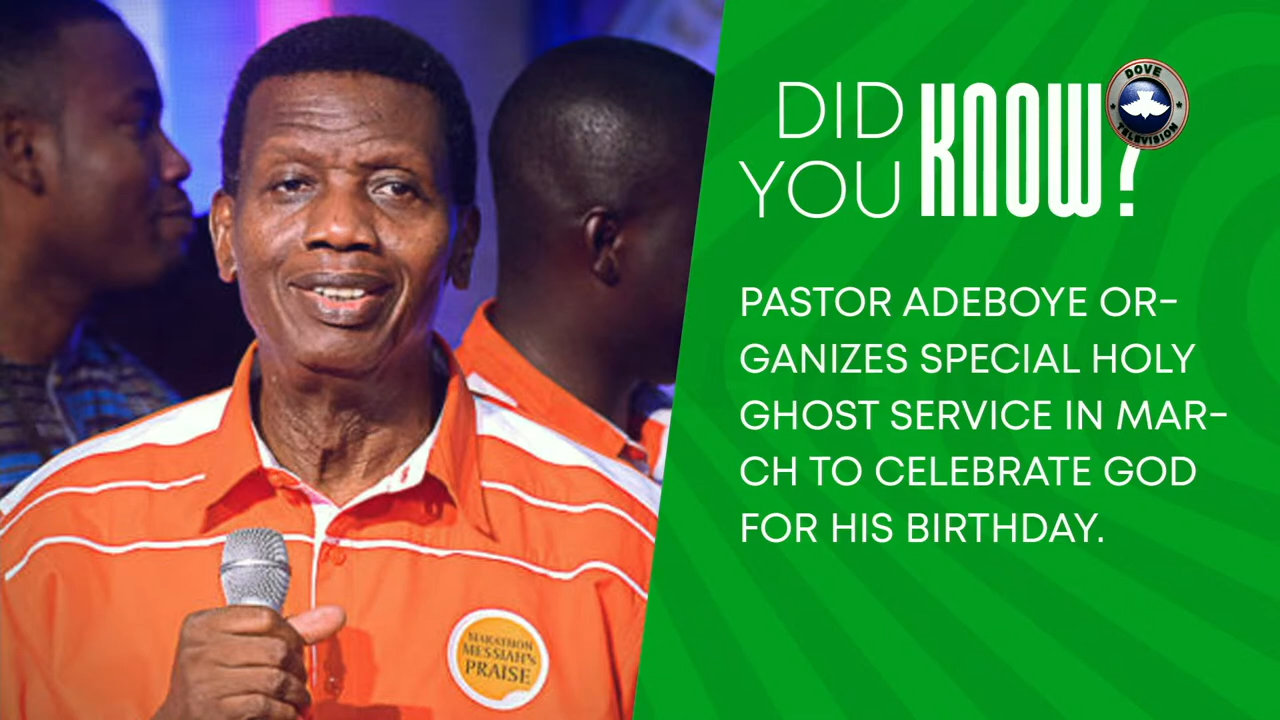 DID
YOU KNOW?
DOVE
TELEVISION
PASTOR ADEBOYE OR-
GANIZES SPECIAL HOLY
GHOST SERVICE IN MAR-
CH TO CELEBRATE GOD
FOR HIS BIRTHDAY.
MARATHON
MESSIAH'S
PRAISE